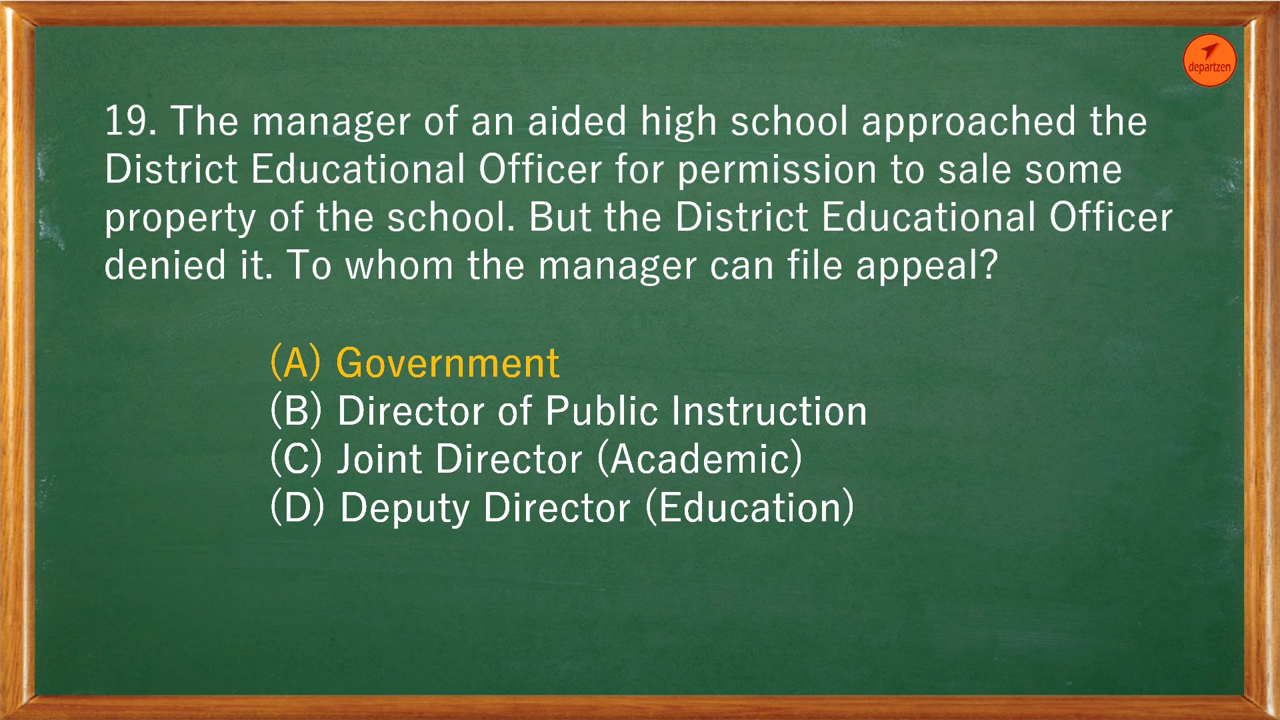 departzen
19. The manager of an aided high school approached the
District Educational Officer for permission to sale some
property of the school. But the District Educational Officer
denied it. To whom the manager can file appeal?
(A) Government
(B) Director of Public Instruction
(C) Joint Director (Academic)
(D) Deputy Director (Education)